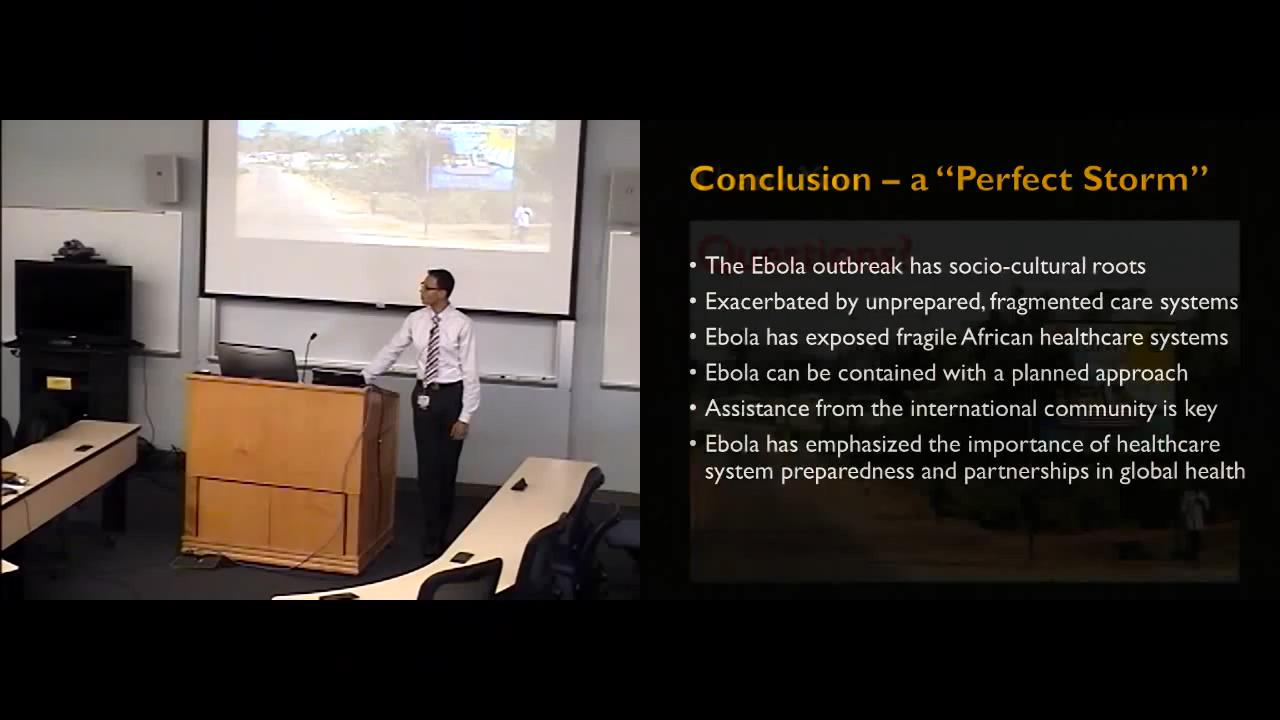 Conclusion – a “Perfect Storm”
Questions?
• The Ebola outbreak has socio-cultural roots
• Exacerbated by unprepared, fragmented care systems
• Ebola has exposed fragile African healthcare systems
• Ebola can be contained with a planned approach
• Assistance from the international community is key
• Ebola has emphasized the importance of healthcare
system preparedness and partnerships in global health